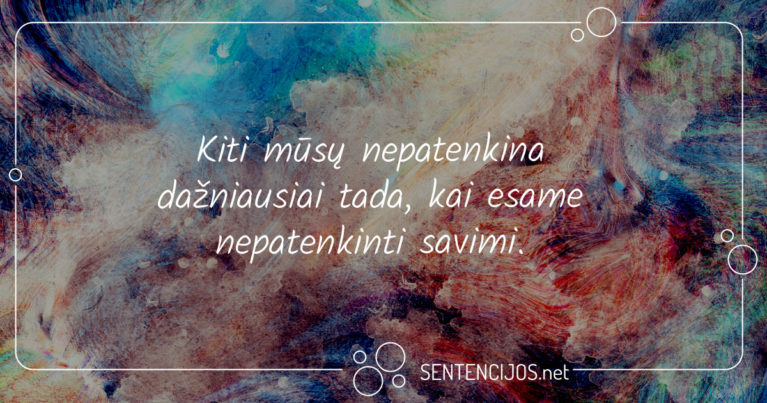 Kiti mūsų nepatenkina
dažniausiai tada, kai esame
nepatenkinti savimi.
SENTENCIJOS.net